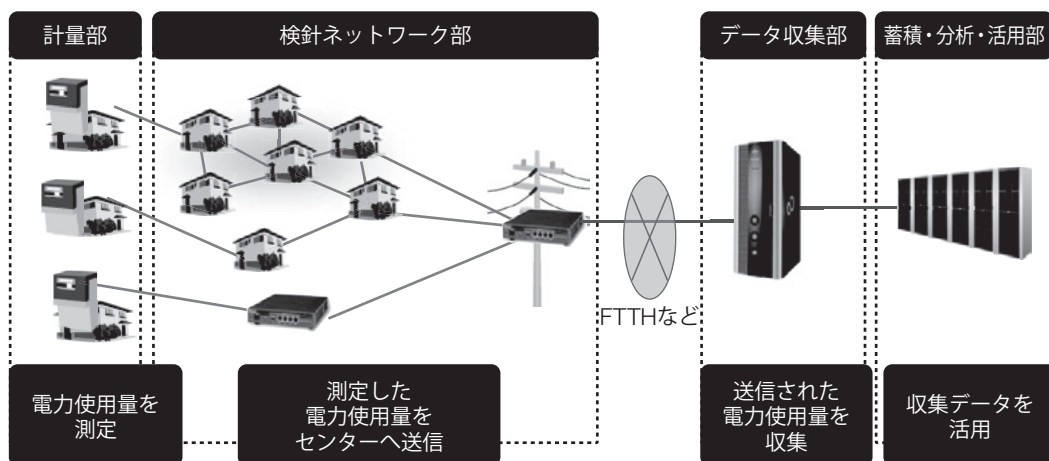 計量部
検針ネットワーク部
データ収集部
蓄積・分析・活用部
FTTHなど
電力使用量を
測定
測定した
電力使用量を
センターへ送信
送信された
電力使用量を
収集
収集データを
活用